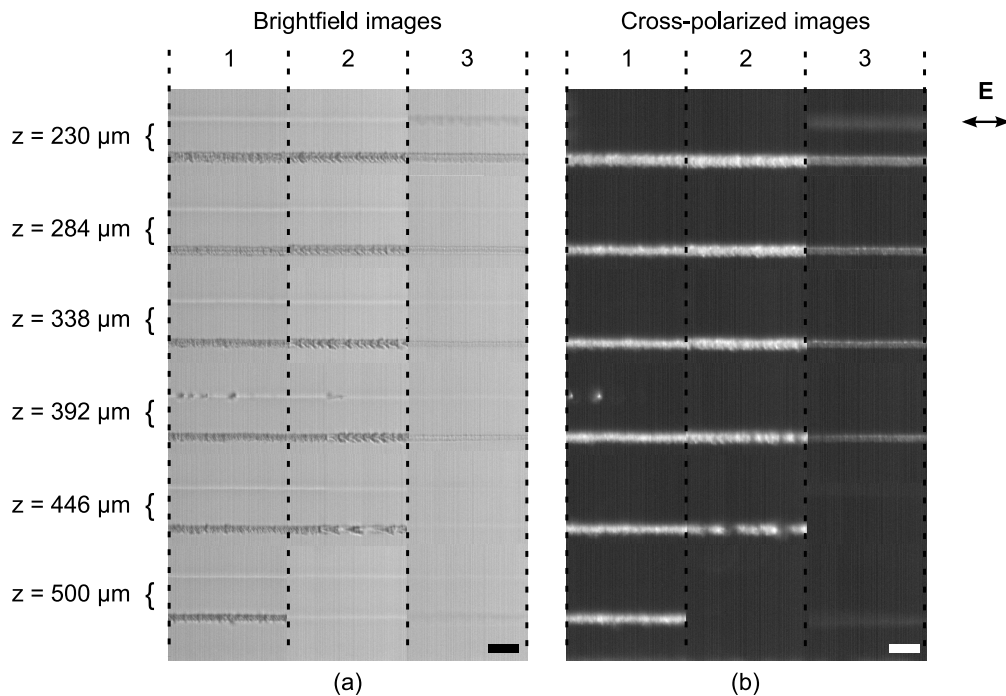 Brightfield images
Cross-polarized images
1 2 3
1 2 3
E
z = 230 µm {
z = 284 µm {
z = 338 µm {
z = 392 µm {
z = 446 µm {
z = 500 µm {
(a)
(b)